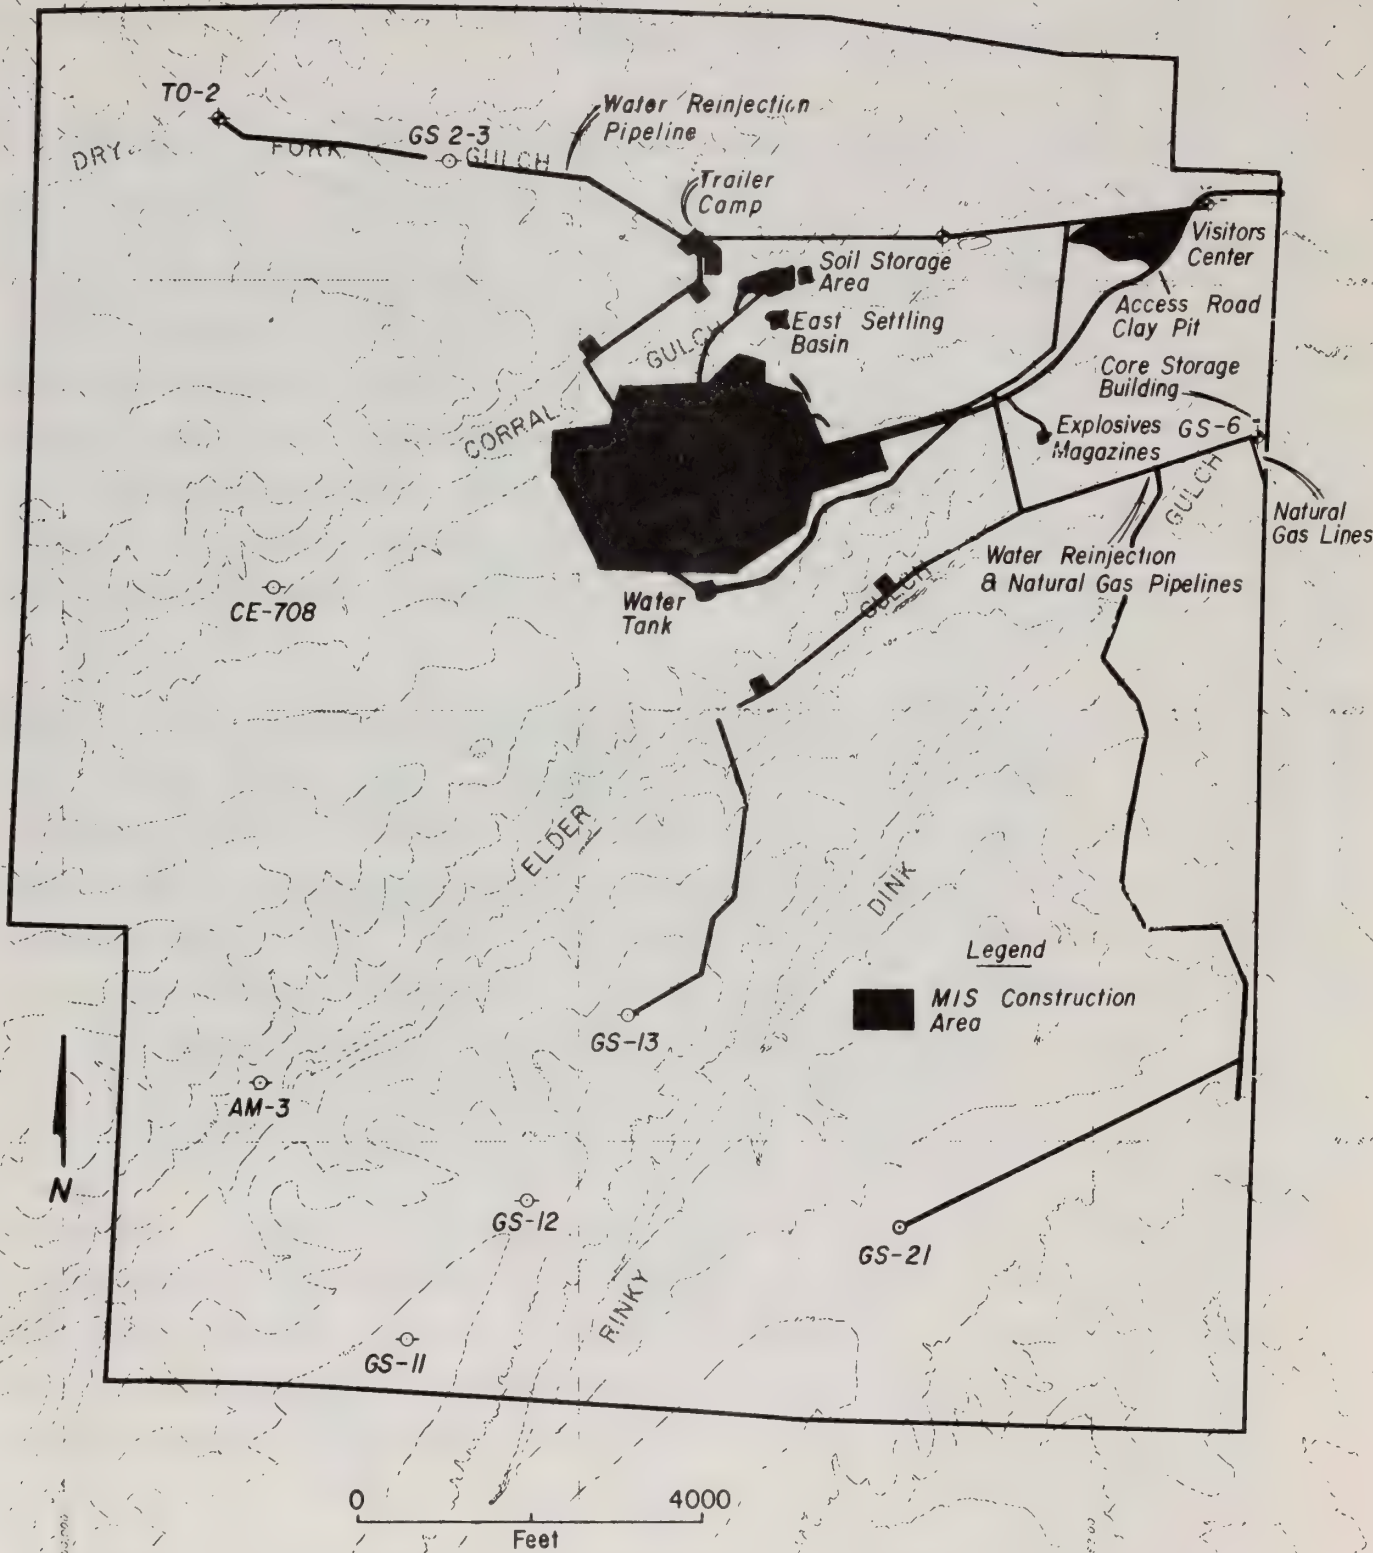 TO-2
Water Reinjection
Pipeline
GS 2-3
DRY
FORK
GULCH
Trailer
Camp
Visitors
Center
Soil Storage
Area
Access Road
Clay Pit
East Settling
Basin
GULCH
Core Storage
Building
CORRAL
Explosives
Magazines
GS-6
GULCH
Natural
Gas Lines
Water Reinjection
& Natural Gas Pipelines
GULCH
CE-708
Water
Tank
ELDER
DINK
Legend
MIS Construction
Area
GS-13
AM-3
N
GS-12
GS-21
RINKY
GS-11
0
4000
Feet